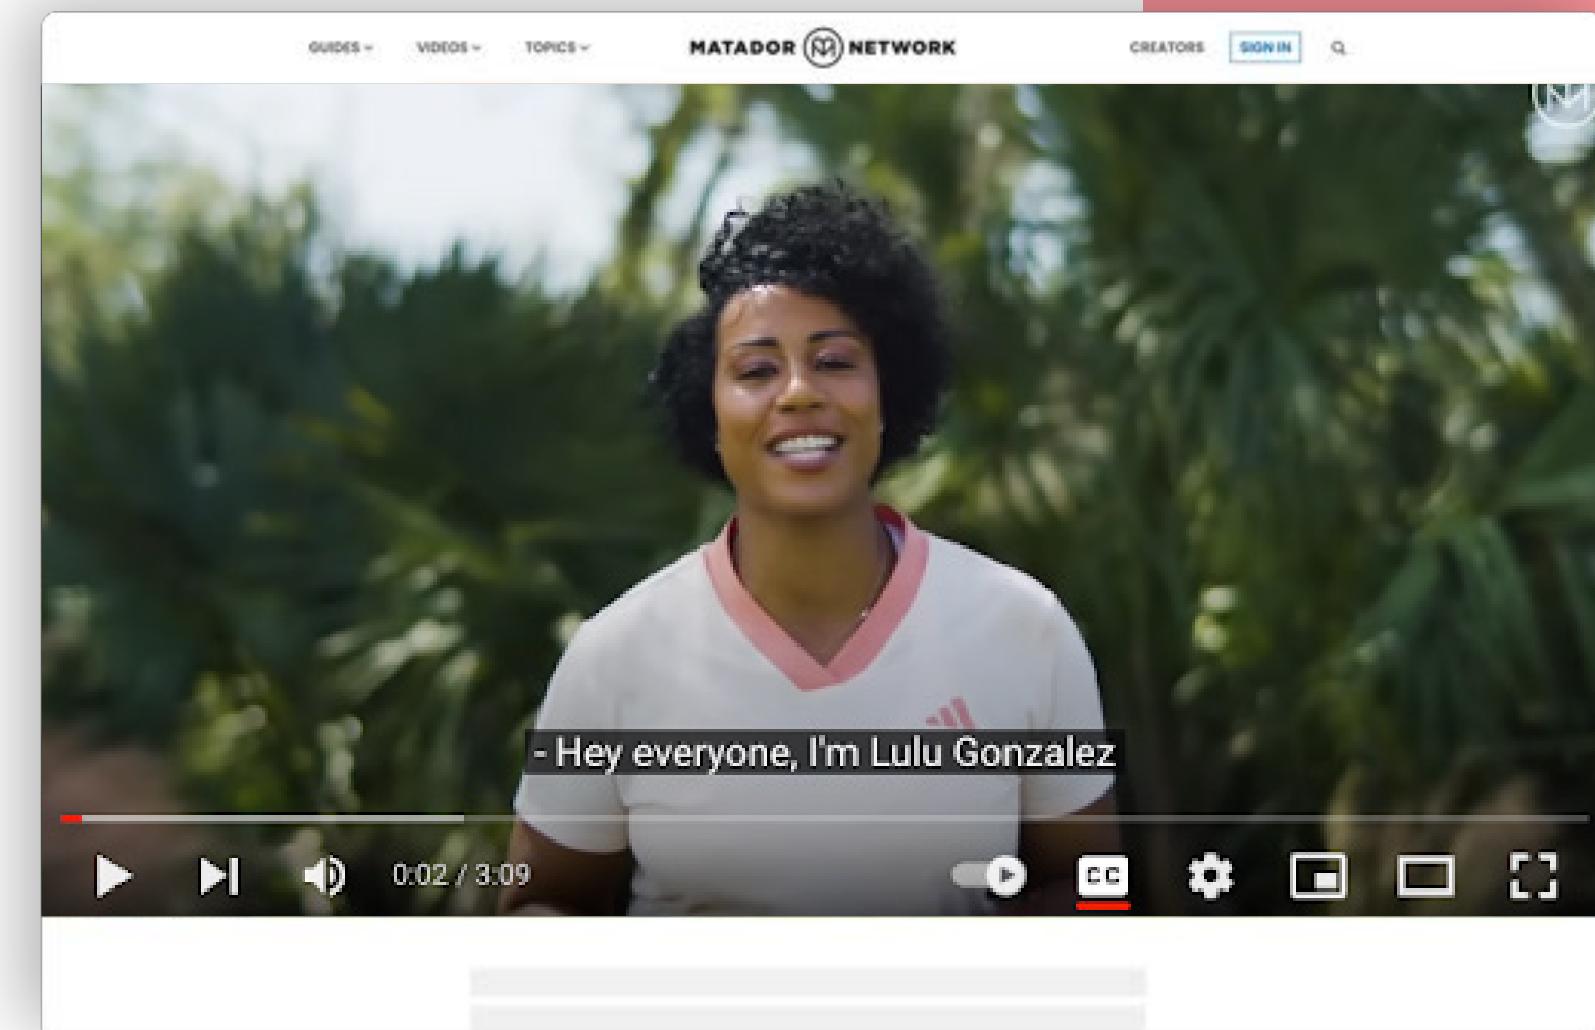 GUIDES
VIDEOS
TOPICS
MATADOR M NETWORK
CREATORS
SIGN IN
- Hey everyone, I'm Lulu Gonzalez
0:02 / 3:09
CC